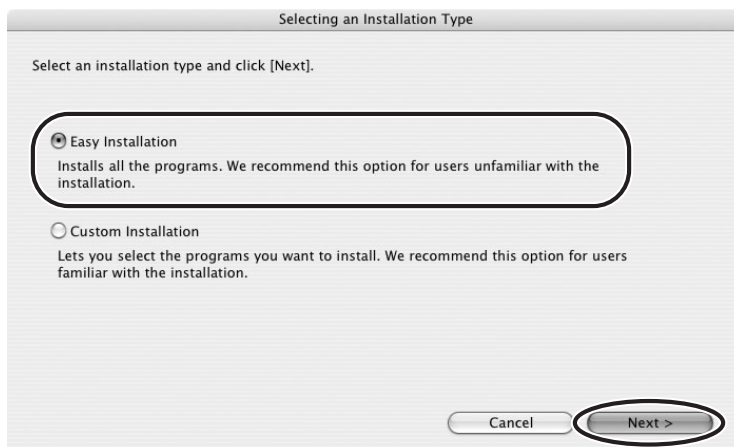 Selecting an Installation Type
Select an installation type and click [Next].
Easy Installation
Installs all the programs. We recommend this option for users unfamiliar with the
installation.
Custom Installation
Lets you select the programs you want to install. We recommend this option for users
familiar with the installation.
Cancel
Next >